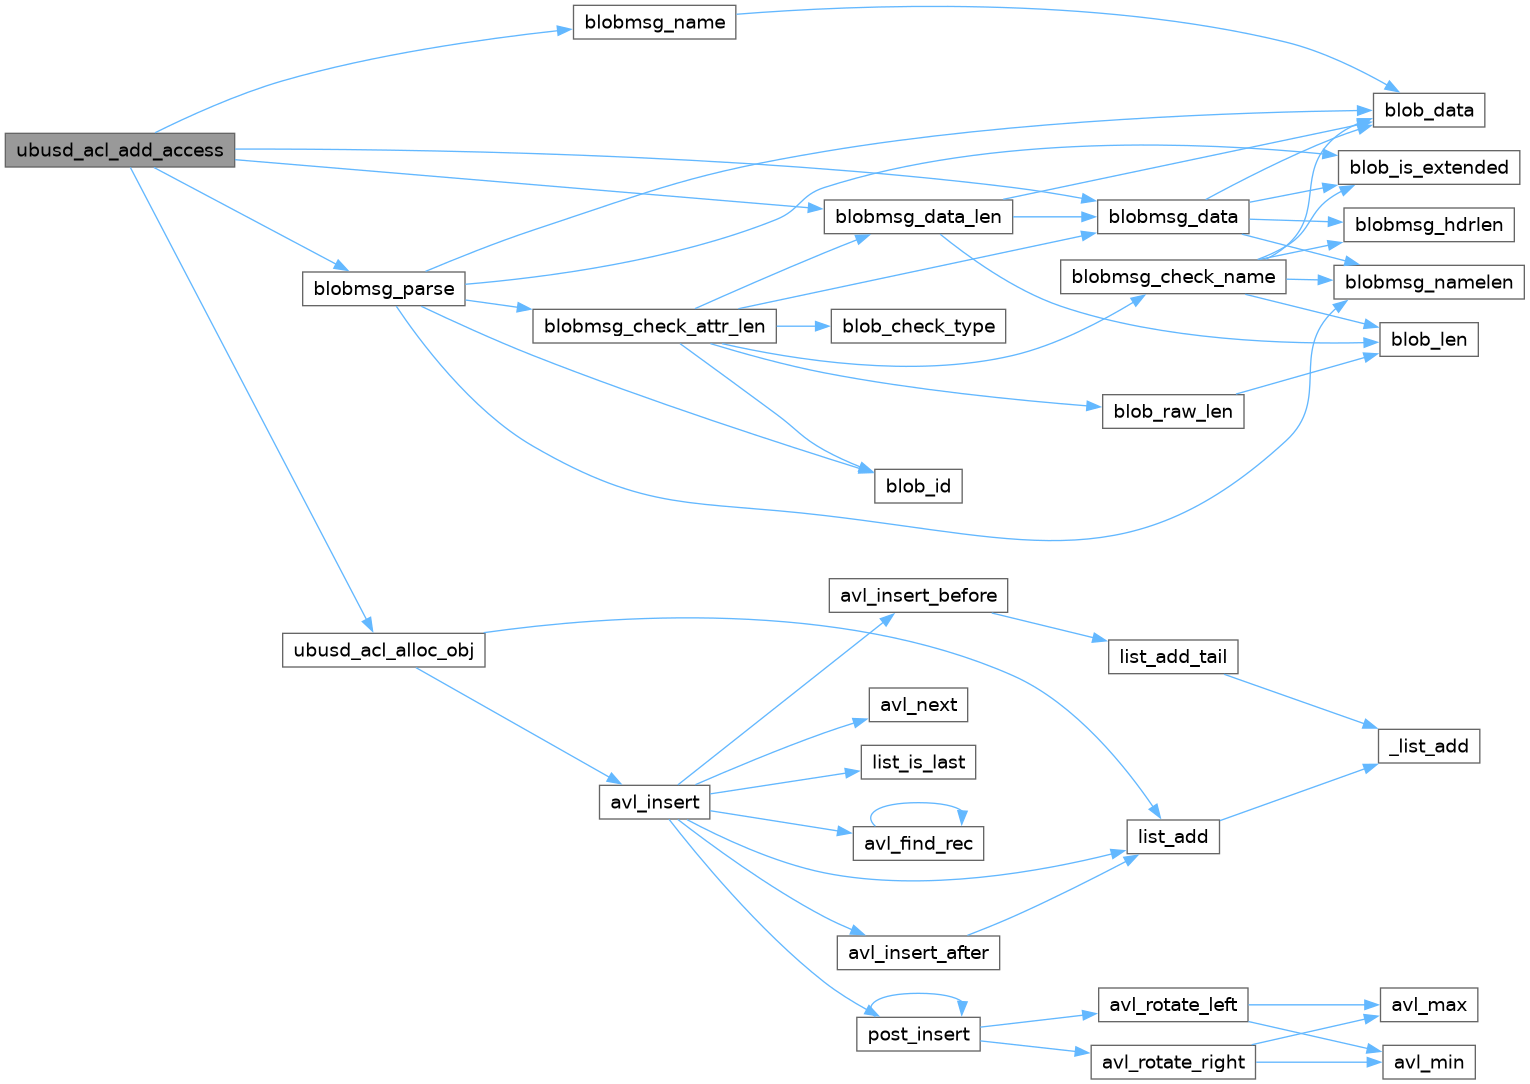 blobmsg_name
blob_data
ubusd_acl_add_access
blob_is_extended
blobmsg_data_len
blobmsg_data
blobmsg_hdrlen
blobmsg_check_name
blobmsg_namelen
blobmsg_parse
blobmsg_check_attr_len
blob_check_type
blob_len
blob_raw_len
blob_id
avl_insert_before
ubusd_acl_alloc_obj
list_add_tail
avl_next
_list_add
list_is_last
avl_insert
list_add
avl_find_rec
avl_insert_after
avl_rotate_left
avl_max
post_insert
avl_rotate_right
avl_min